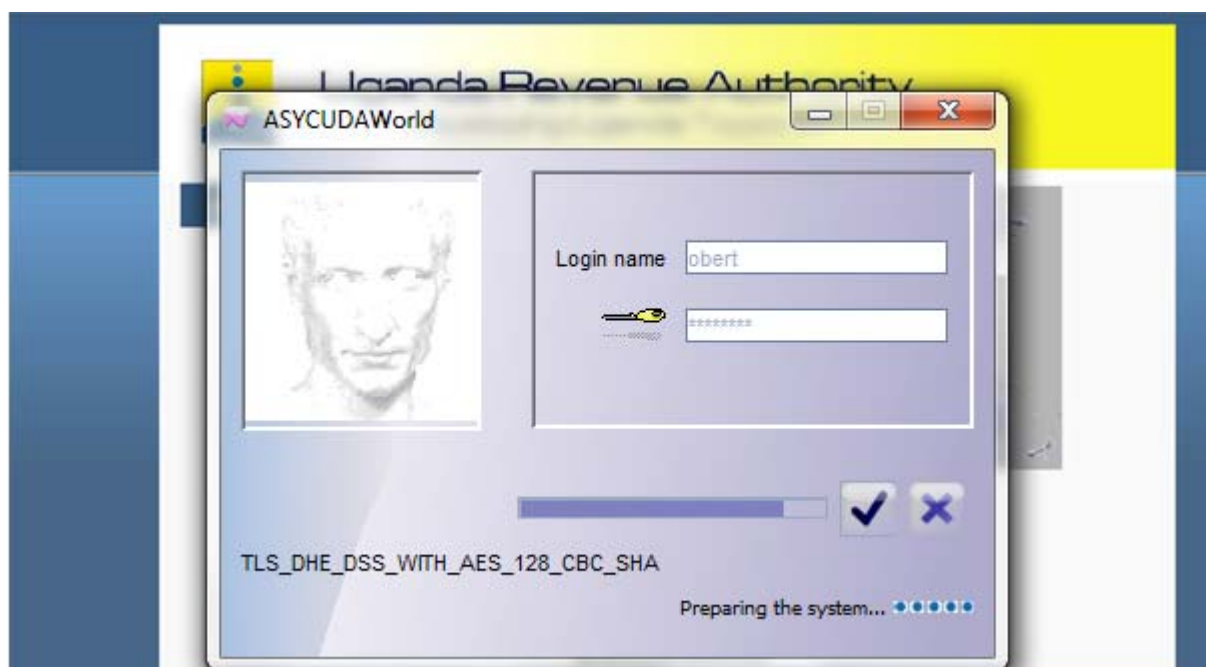 Uganda Revenue Authority
ASYCUDAWorld
Login name obert
********
TLS_DHE_DSS_WITH_AES_128_CBC_SHA
Preparing the system...